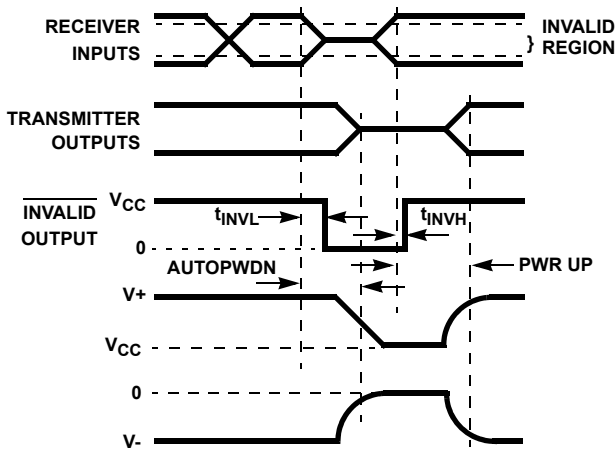 RECEIVER
INPUTS
INVALID
} REGION
TRANSMITTER
OUTPUTS
INVALID
OUTPUT
VCC
0
tINVL
tINVH
AUTOPWDN
PWR UP
V+
VCC
0
V-